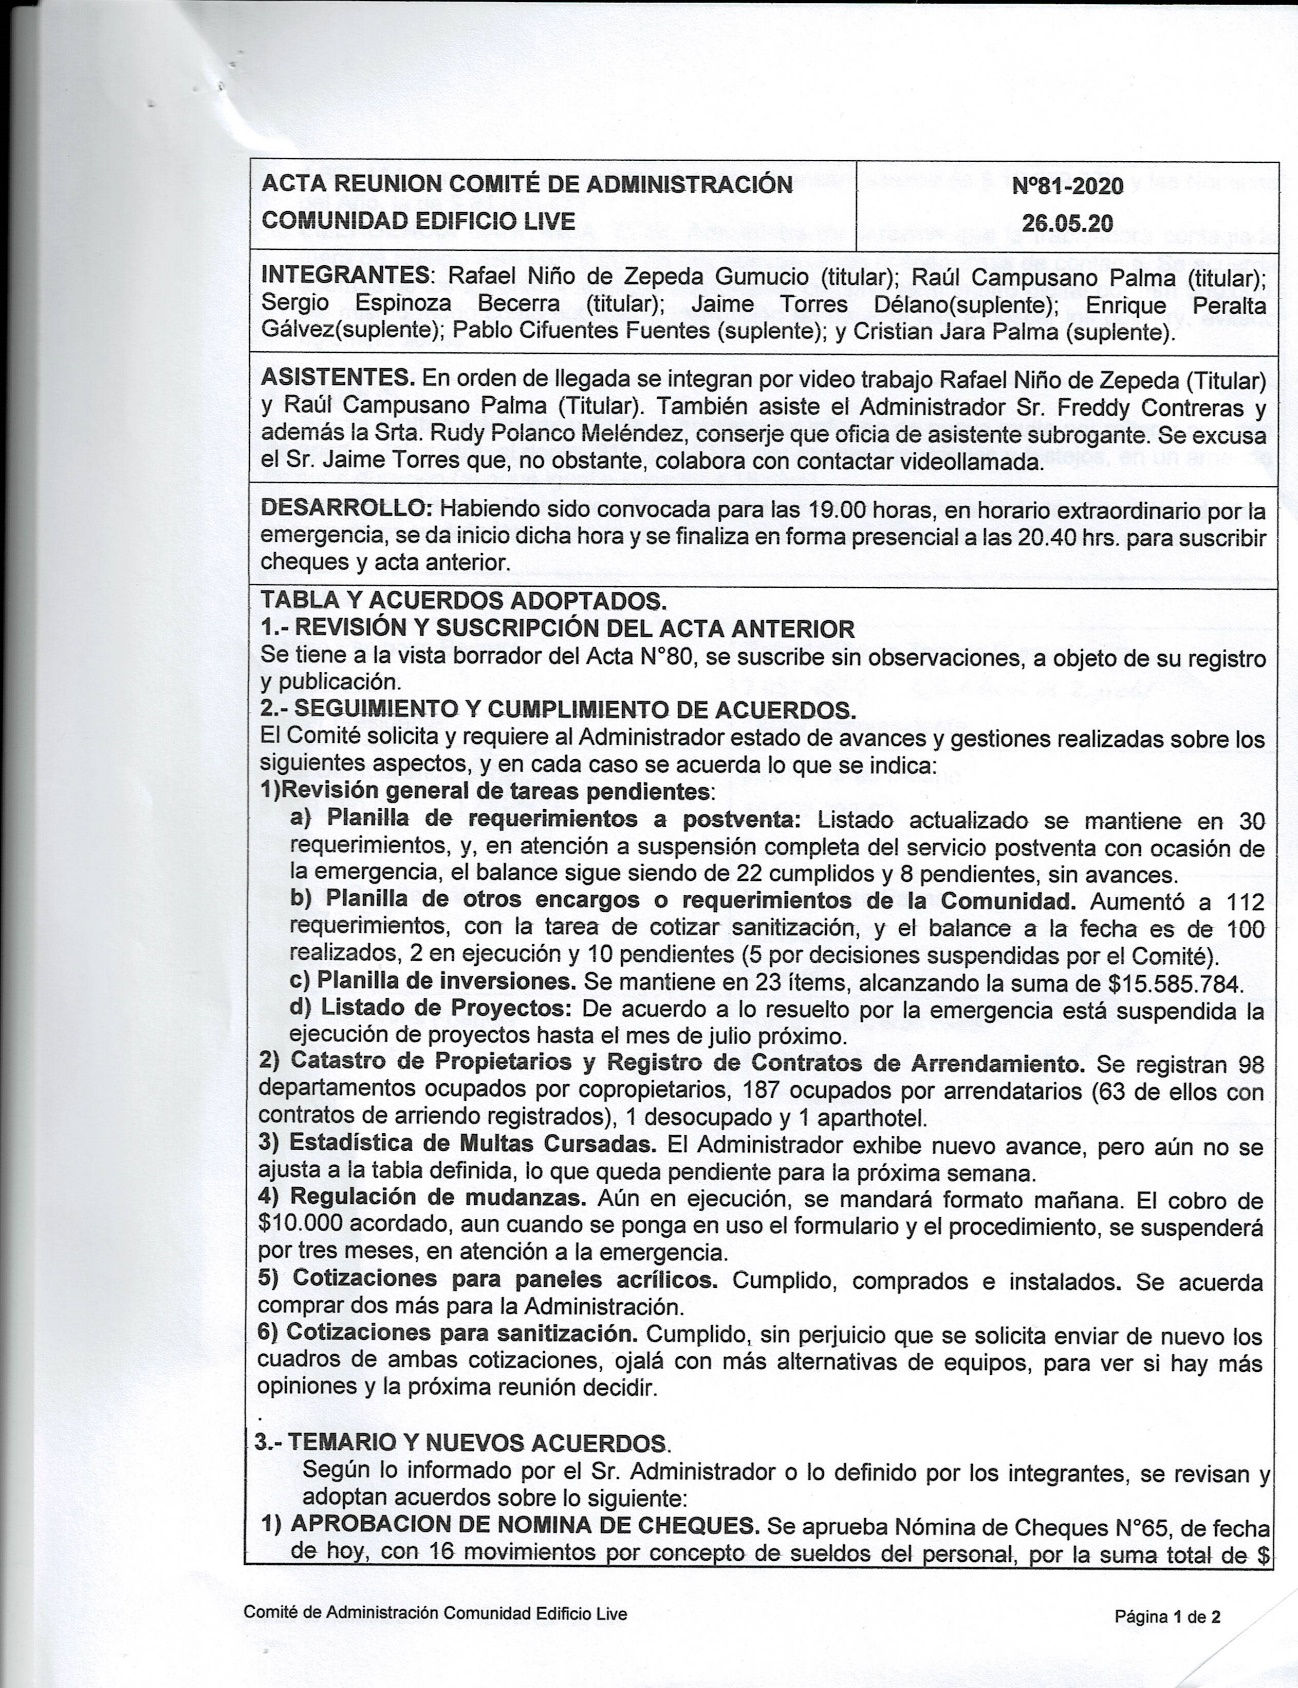 ACTA REUNION COMITÉ DE ADMINISTRACIÓN
COMUNIDAD EDIFICIO LIVE
Nº81-2020
26.05.20
INTEGRANTES: Rafael Niño de Zepeda Gumucio (titular); Raúl Campusano Palma (titular);
Sergio Espinoza Becerra (titular); Jaime Torres Délano(suplente); Enrique Peralta
Gálvez(suplente); Pablo Cifuentes Fuentes (suplente); y Cristian Jara Palma (suplente).
ASISTENTES. En orden de llegada se integran por video trabajo Rafael Niño de Zepeda (Titular)
y Raúl Campusano Palma (Titular). También asiste el Administrador Sr. Freddy Contreras y
además la Srta. Rudy Polanco Meléndez, conserje que oficia de asistente subrogante. Se excusa
el Sr. Jaime Torres que, no obstante, colabora con contactar videollamada.
DESARROLLO: Habiendo sido convocada para las 19.00 horas, en horario extraordinario por la
emergencia, se da inicio dicha hora y se finaliza en forma presencial a las 20.40 hrs. para suscribir
cheques y acta anterior.
TABLA Y ACUERDOS ADOPTADOS.
1.- REVISIÓN Y SUSCRIPCIÓN DEL ACTA ANTERIOR
Se tiene a la vista borrador del Acta N°80, se suscribe sin observaciones, a objeto de su registro
y publicación.
2.- SEGUIMIENTO Y CUMPLIMIENTO DE ACUERDOS.
El Comité solicita y requiere al Administrador estado de avances y gestiones realizadas sobre los
siguientes aspectos, y en cada caso se acuerda lo que se indica:
1)Revisión general de tareas pendientes:
a) Planilla de requerimientos a postventa: Listado actualizado se mantiene en 30
requerimientos, y, en atención a suspensión completa del servicio postventa con ocasión de
la emergencia, el balance sigue siendo de 22 cumplidos y 8 pendientes, sin avances.
b) Planilla de otros encargos o requerimientos de la Comunidad. Aumentó a 112
requerimientos, con la tarea de cotizar sanitización, y el balance a la fecha es de 100
realizados, 2 en ejecución y 10 pendientes (5 por decisiones suspendidas por el Comité).
c) Planilla de inversiones. Se mantiene en 23 ítems, alcanzando la suma de $15.585.784.
d) Listado de Proyectos: De acuerdo a lo resuelto por la emergencia está suspendida la
ejecución de proyectos hasta el mes de julio próximo.
2) Catastro de Propietarios y Registro de Contratos de Arrendamiento. Se registran 98
departamentos ocupados por copropietarios, 187 ocupados por arrendatarios (63 de ellos con
contratos de arriendo registrados), 1 desocupado y 1 aparthotel.
3) Estadística de Multas Cursadas. El Administrador exhibe nuevo avance, pero aún no se
ajusta a la tabla definida, lo que queda pendiente para la próxima semana.
4) Regulación de mudanzas. Aún en ejecución, se mandará formato mañana. El cobro de
$10.000 acordado, aun cuando se ponga en uso el formulario y el procedimiento, se suspenderá
por tres meses, en atención a la emergencia.
5) Cotizaciones para paneles acrílicos. Cumplido, comprados e instalados. Se acuerda
comprar dos más para la Administración.
6) Cotizaciones para sanitización. Cumplido, sin perjuicio que se solicita enviar de nuevo los
cuadros de ambas cotizaciones, ojalá con más alternativas de equipos, para ver si hay más
opiniones y la próxima reunión decidir.
.
3.- TEMARIO Y NUEVOS ACUERDOS.
Según lo informado por el Sr. Administrador o lo definido por los integrantes, se revisan y
adoptan acuerdos sobre lo siguiente:
1) APROBACION DE NOMINA DE CHEQUES. Se aprueba Nómina de Cheques N°65, de fecha
de hoy, con 16 movimientos por concepto de sueldos del personal, por la suma total de $
Comité de Administración Comunidad Edificio Live
Página 1 de 2